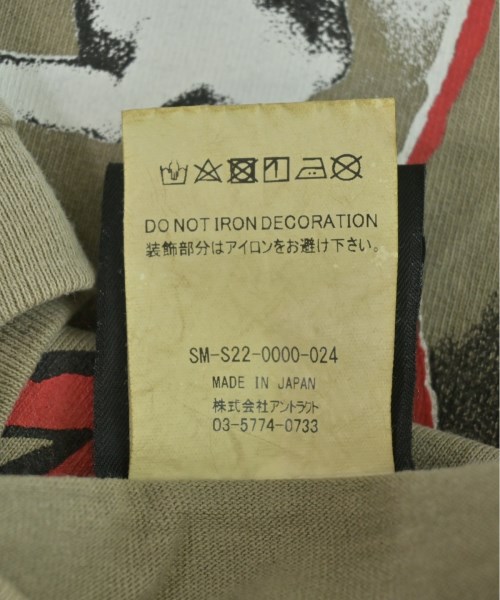 DO NOT IRON DECORATION
装飾部分はアイロンをお避け下さい。
SM-S22-0000-024
MADE IN JAPAN
株式会社アントラクト
03-5774-0733